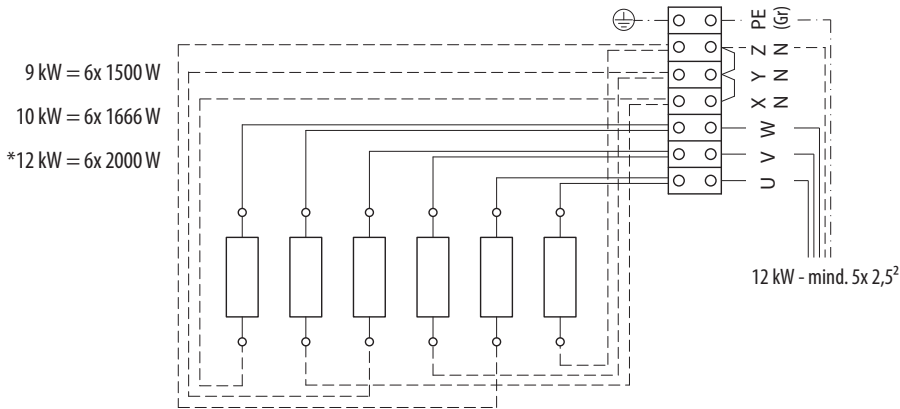 PE
(Gr)
Z N
Y N
X N
W
V
U
9 kW = 6x 1500 W
10 kW = 6x 1666 W
*12 kW = 6x 2000 W
12 kW - mind. 5x 2,5²